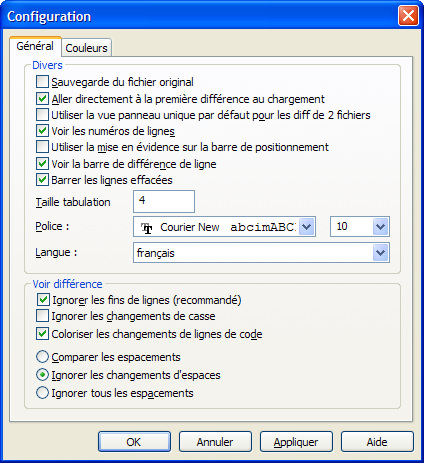 Configuration
Général Couleurs
Divers
Sauvegarde du fichier original
Aller directement à la première différence au chargement
Utiliser la vue panneau unique par défaut pour les diff de 2 fichiers
Voir les numéros de lignes
Utiliser la mise en évidence sur la barre de positionnement
Voir la barre de différence de ligne
Barrer les lignes effacées
Taille tabulation 4
Police : Courier New abcimABC 10
Langue : français
Voir différence
Ignorer les fins de lignes (recommandé)
Ignorer les changements de casse
Coloriser les changements de lignes de code
Comparer les espacements
Ignorer les changements d'espaces
Ignorer tous les espacements
OK Annuler Appliquer Aide